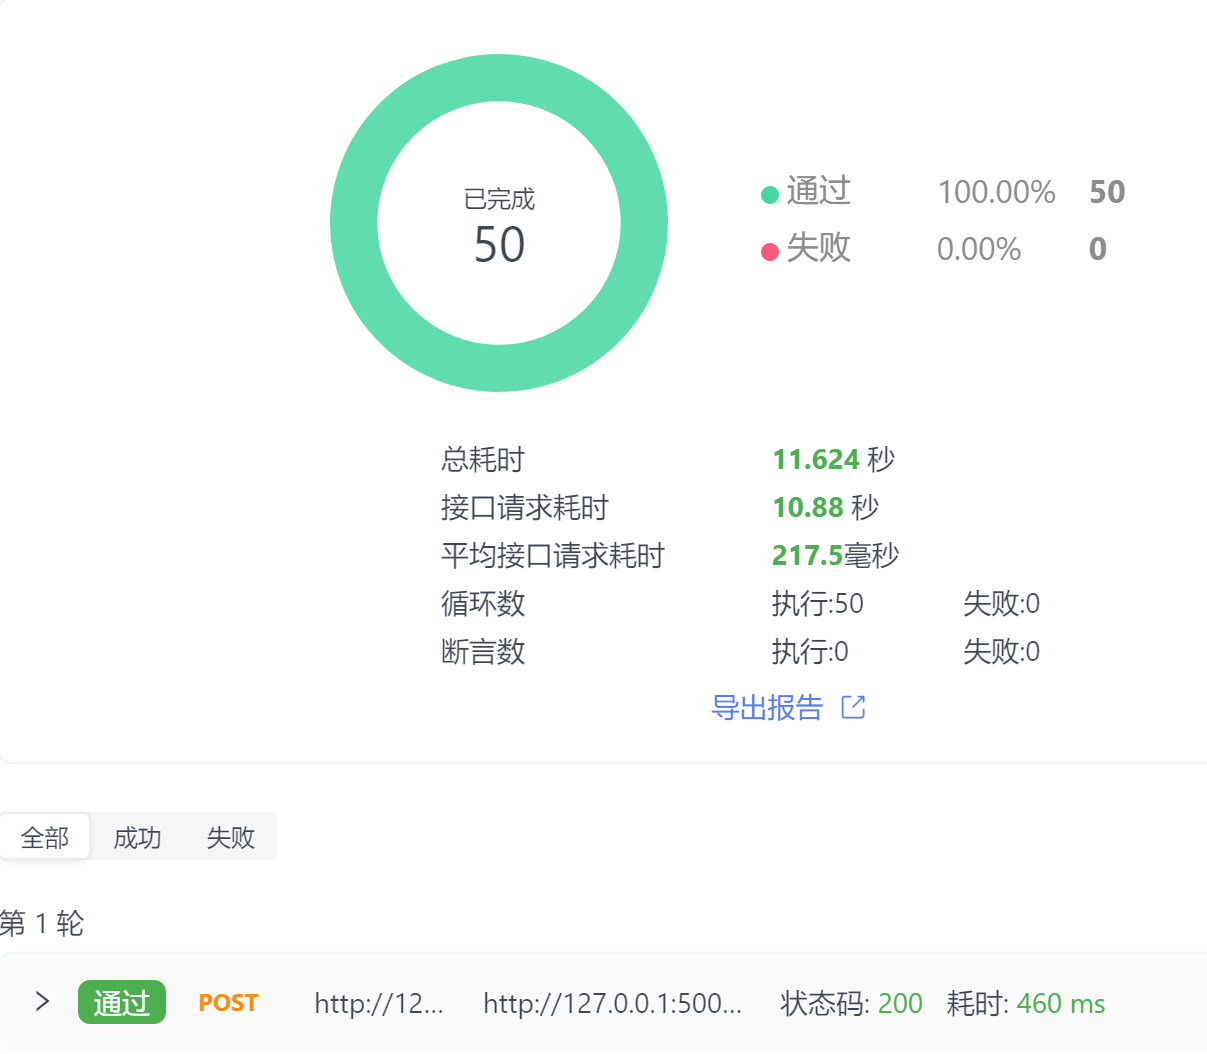 已完成
50
通过 100.00% 50
失败 0.00% 0
总耗时 11.624 秒
接口请求耗时 10.88 秒
平均接口请求耗时 217.5毫秒
循环数 执行:50 失败:0
断言数 执行:0 失败:0
导出报告
全部 成功 失败
第 1 轮
通过 POST http://12... http://127.0.0.1:500... 状态码: 200 耗时: 460 ms